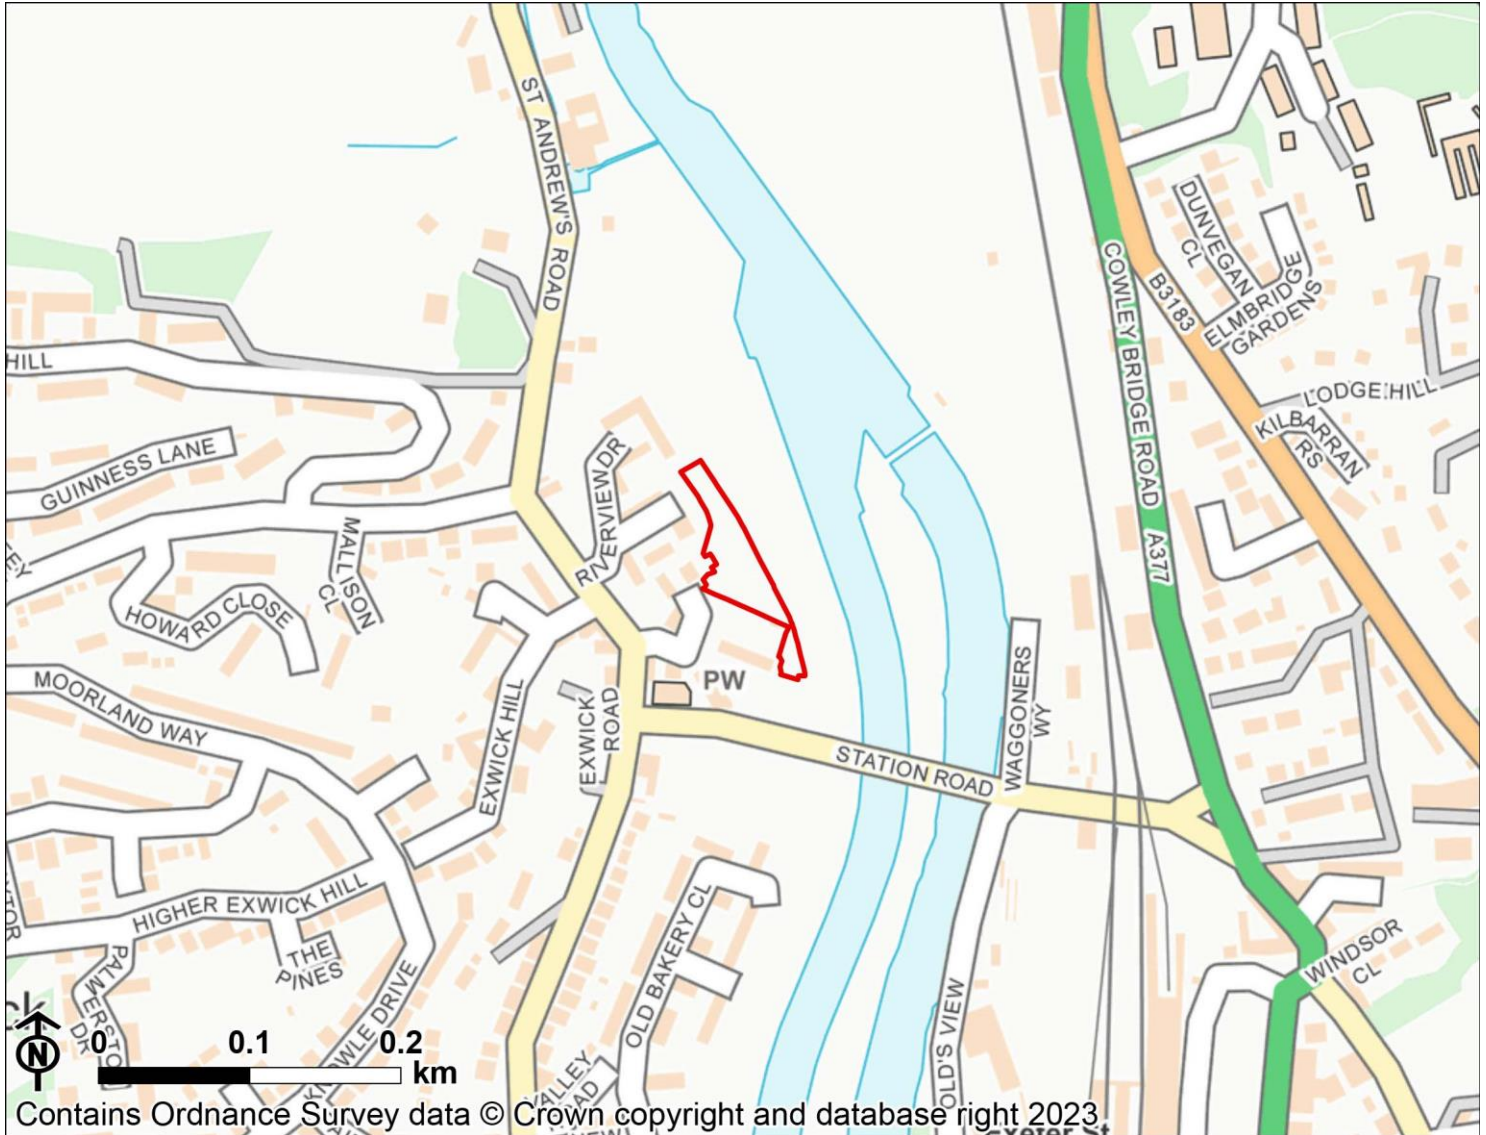 ST ANDREW'S ROAD
DUNVEGAN
CL
ELMBRIDGE
GARDENS
COWLEY BRIDGE ROAD A377
B3183
HILL
LODGE HILL
KILBARRAN
RS
GUINNESS LANE
RIVERVIEW DR
MALLISON
CL
HOWARD CLOSE
MOORLAND WAY
EXWICK HILL
EXWICK
ROAD
PW
STATION ROAD
WAGGONERS
WY
HIGHER EXWICK HILL
THE
PINES
OLD BAKERY CL
WINDSOR
CL
DR
KNOWLE DRIVE
VALLEY
OLD'S VIEW
N
0 0.1 0.2
km
Contains Ordnance Survey data © Crown copyright and database right 2023